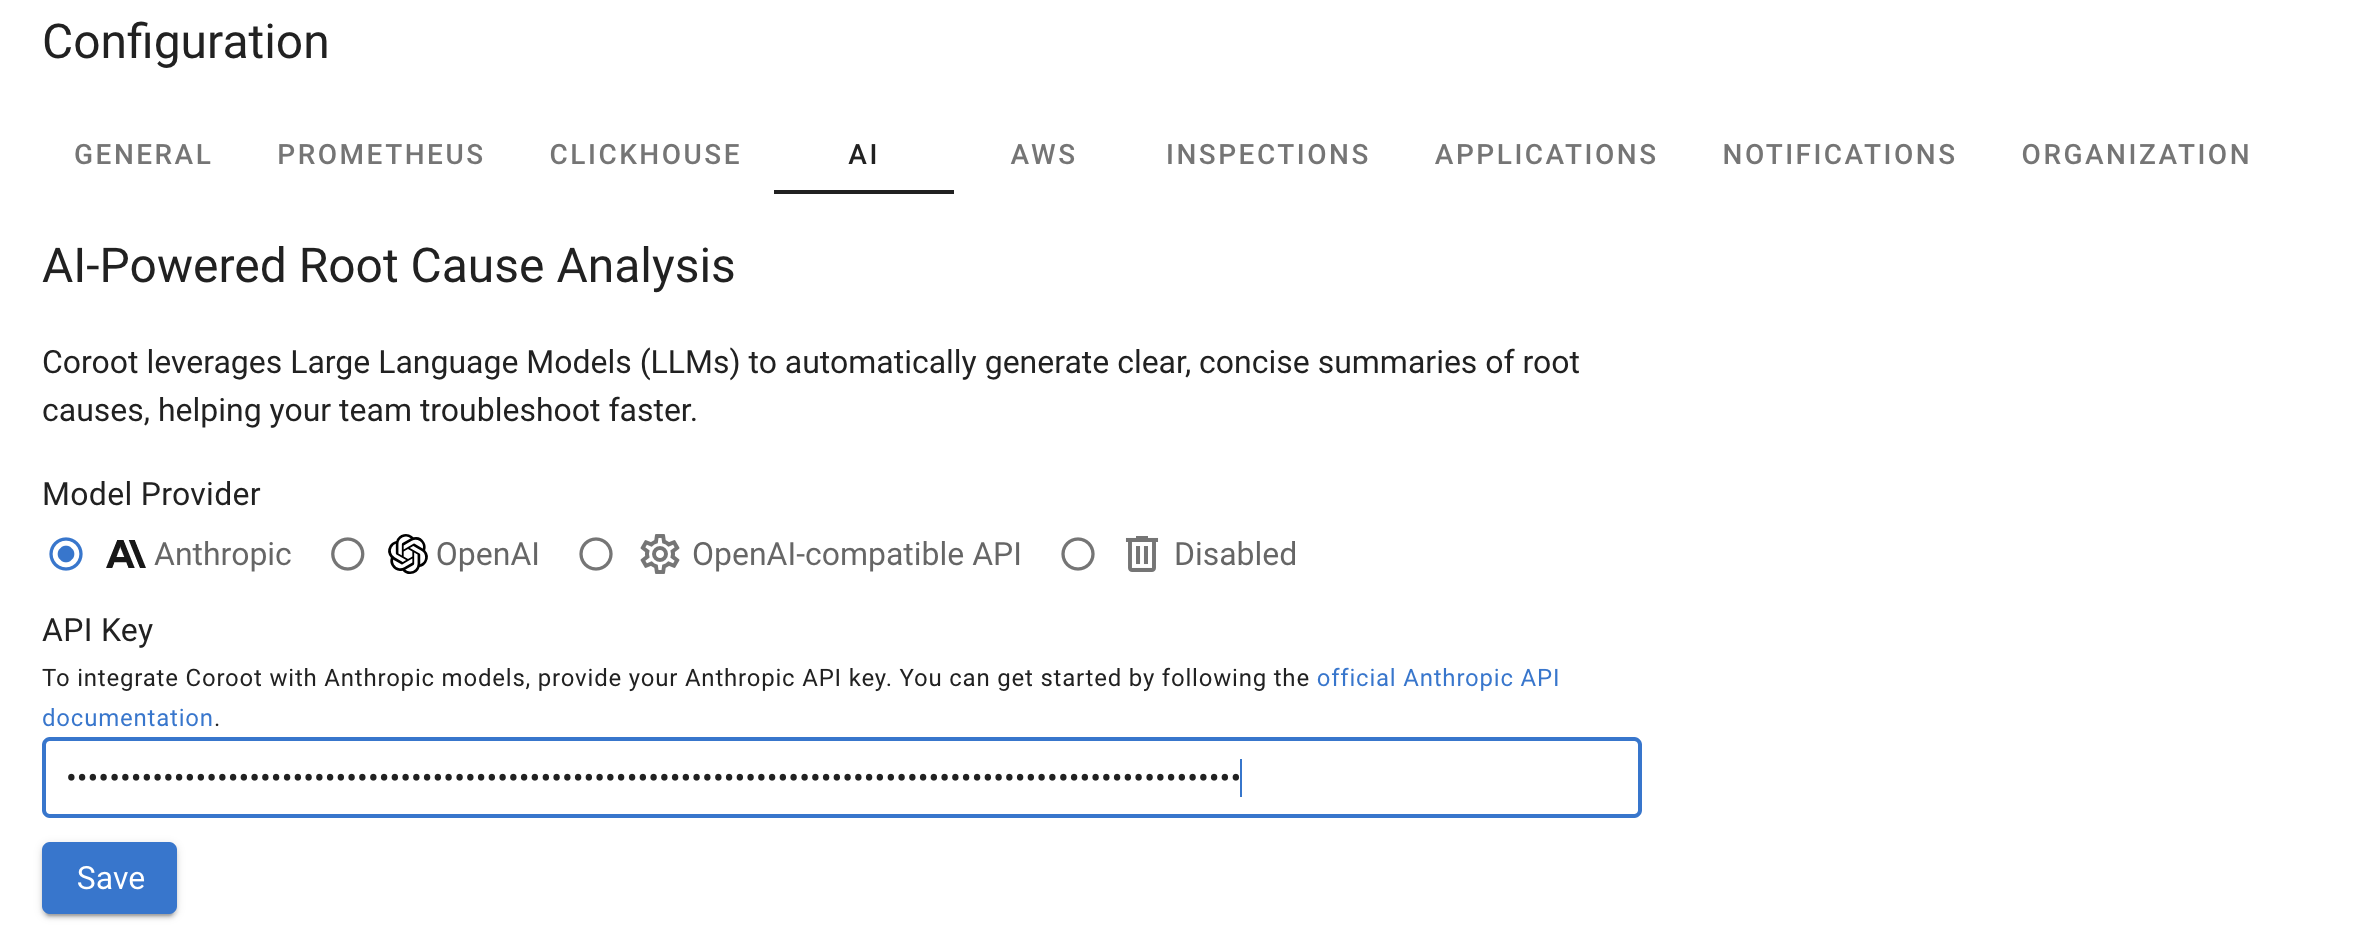 Configuration
GENERAL PROMETHEUS CLICKHOUSE AI AWS INSPECTIONS APPLICATIONS NOTIFICATIONS ORGANIZATION
AI-Powered Root Cause Analysis
Coroot leverages Large Language Models (LLMs) to automatically generate clear, concise summaries of root
causes, helping your team troubleshoot faster.
Model Provider
Anthropic OpenAI OpenAI-compatible API Disabled
API Key
To integrate Coroot with Anthropic models, provide your Anthropic API key. You can get started by following the official Anthropic API
documentation.
Save